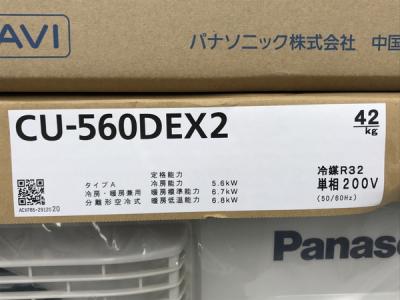 AVI
パナソニック株式会社 中国
CU-560DEX2
42
kg
定格能力
タイプA 冷房能力 5.6kW
冷房・暖房兼用 暖房標準能力 6.7kW
分離形空冷式 暖房低温能力 6.8kW
冷媒R32
単相200V
(50/60Hz)
Panaso